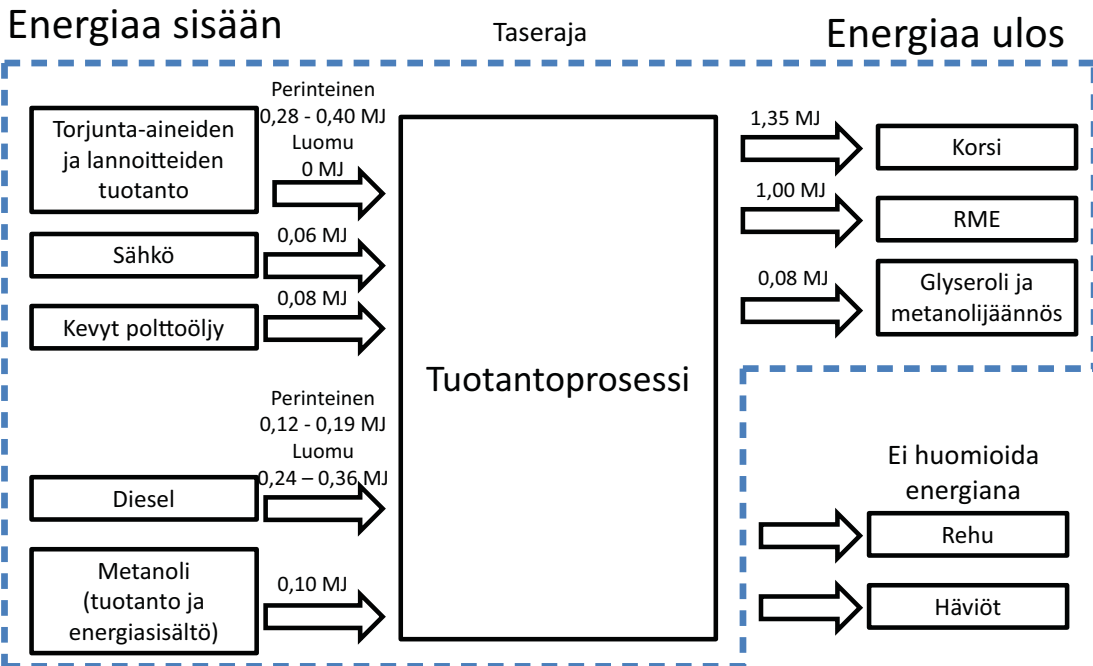 Energiaa sisään
Taseraja
Energiaa ulos
Torjunta-aineiden
ja lannoitteiden
tuotanto
Perinteinen
0,28 - 0,40 MJ
Luomu
0 MJ
Sähkö
0,06 MJ
Kevyt polttoöljy
0,08 MJ
Diesel
Perinteinen
0,12 - 0,19 MJ
Luomu
0,24 – 0,36 MJ
Metanoli
(tuotanto ja
energiasisältö)
0,10 MJ
Tuotantoprosessi
1,35 MJ
Korsi
1,00 MJ
RME
0,08 MJ
Glyseroli ja
metanolijäännös
Ei huomioida
energiana
Rehu
Häviöt